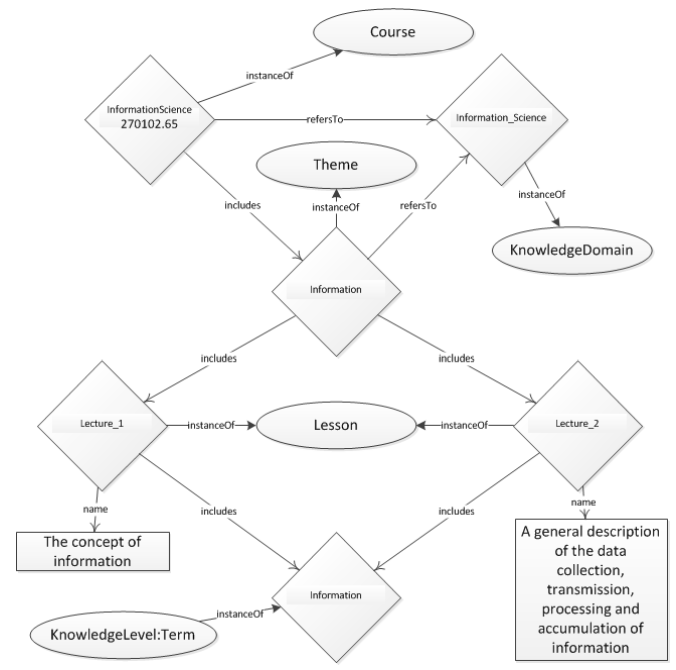 Course
instanceOf
InformationScience
270102.65
refersTo
Information_Science
Theme
includes
instanceOf
refersTo
instanceOf
KnowledgeDomain
Information
includes
includes
Lecture_1
instanceOf
Lesson
instanceOf
Lecture_2
name
includes
includes
name
The concept of
information
A general description
of the data
collection,
transmission,
processing and
accumulation of
information
Information
instanceOf
KnowledgeLevel:Term